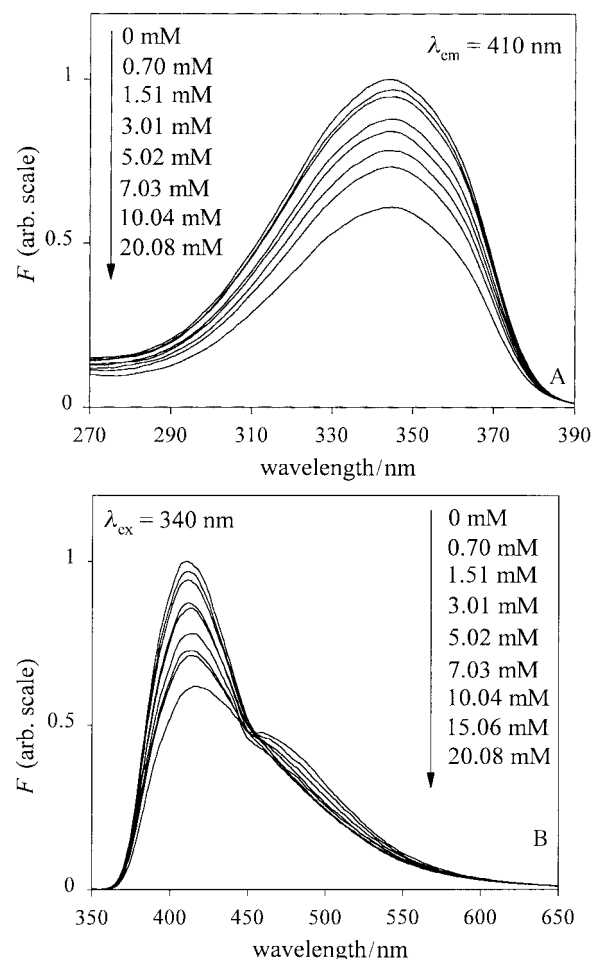 0 mM
0.70 mM
1.51 mM
3.01 mM
5.02 mM
7.03 mM
10.04 mM
20.08 mM
λem = 410 nm
1
0.5
0
F (arb. scale)
A
270 290 310 330 350 370 390
wavelength/nm
λex = 340 nm
0 mM
0.70 mM
1.51 mM
3.01 mM
5.02 mM
7.03 mM
10.04 mM
15.06 mM
20.08 mM
1
0.5
0
F (arb. scale)
B
350 400 450 500 550 600 650
wavelength/nm